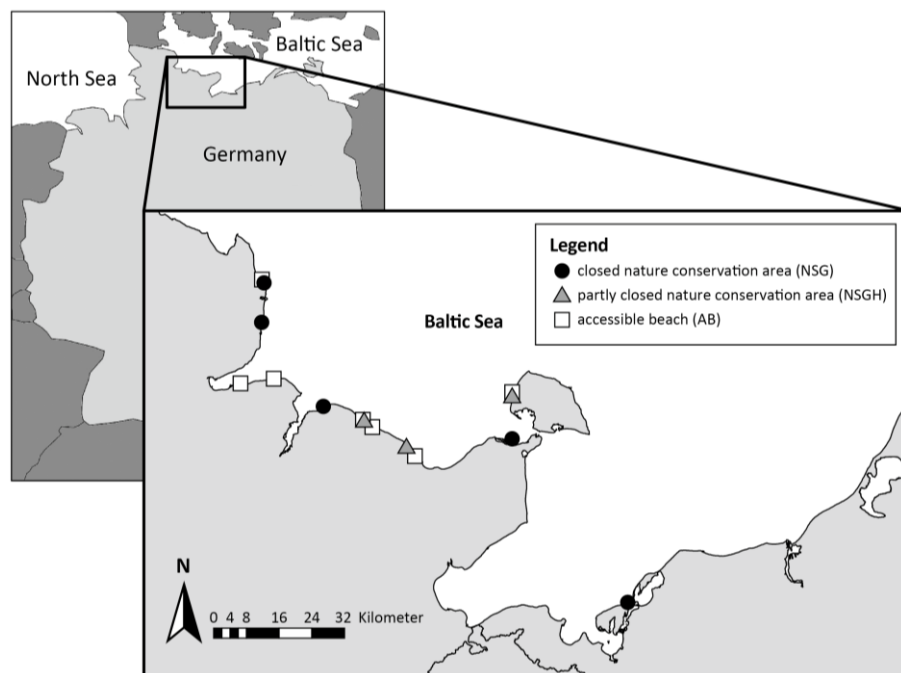 Baltic Sea
North Sea
Germany
Legend
closed nature conservation area (NSG)
partly closed nature conservation area (NSGH)
accessible beach (AB)
Baltic Sea
N
0 4 8 16 24 32 Kilometer